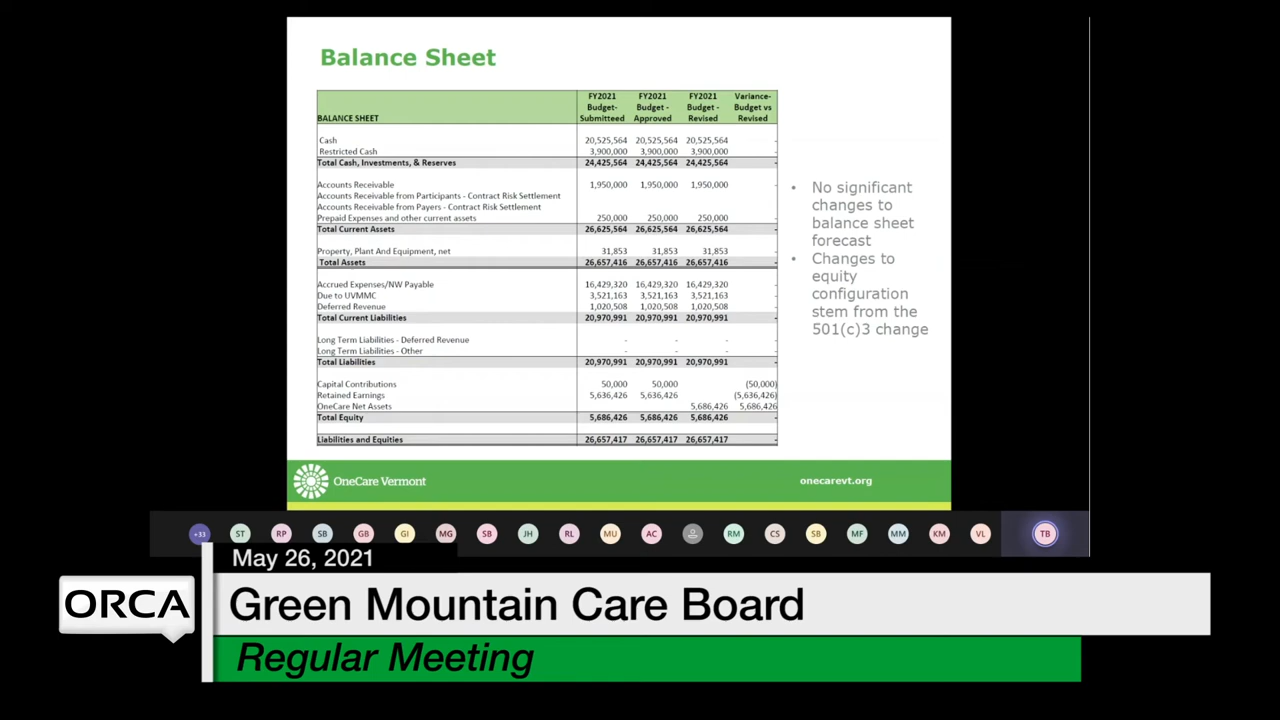 Balance Sheet
BALANCE SHEET FY2021 Budget-Submitteed FY2021 Budget - Approved FY2021 Budget - Revised Variance-Budget vs Revised
Cash 20,525,564 20,525,564 20,525,564 -
Restricted Cash 3,900,000 3,900,000 3,900,000 -
Total Cash, Investments, & Reserves 24,425,564 24,425,564 24,425,564 -
Accounts Receivable 1,950,000 1,950,000 1,950,000 -
Accounts Receivable from Participants - Contract Risk Settlement
Accounts Receivable from Payers - Contract Risk Settlement
Prepaid Expenses and other current assets 250,000 250,000 250,000 -
Total Current Assets 26,625,564 26,625,564 26,625,564 -
Property, Plant And Equipment, net 31,853 31,853 31,853 -
Total Assets 26,657,416 26,657,416 26,657,416 -
Accrued Expenses/NW Payable 16,429,320 16,429,320 16,429,320 -
Due to UVMMC 3,521,163 3,521,163 3,521,163 -
Deferred Revenue 1,020,508 1,020,508 1,020,508 -
Total Current Liabilities 20,970,991 20,970,991 20,970,991 -
Long Term Liabilities - Deferred Revenue - - - -
Long Term Liabilities - Other - - - -
Total Liabilities 20,970,991 20,970,991 20,970,991 -
Capital Contributions 50,000 50,000 (50,000)
Retained Earnings 5,636,426 5,636,426 (5,636,426)
OneCare Net Assets 5,686,426 5,686,426
Total Equity 5,686,426 5,686,426 5,686,426 -
Liabilities and Equities 26,657,417 26,657,417 26,657,417 -
• No significant
changes to
balance sheet
forecast
• Changes to
equity
configuration
stem from the
501(c)3 change
OneCare Vermont
onecarevt.org
+33 ST RP SB GB GI MG SB JH RL MU AC RM CS SB MF MM KM VL TB
May 26, 2021
ORCA
Green Mountain Care Board
Regular Meeting